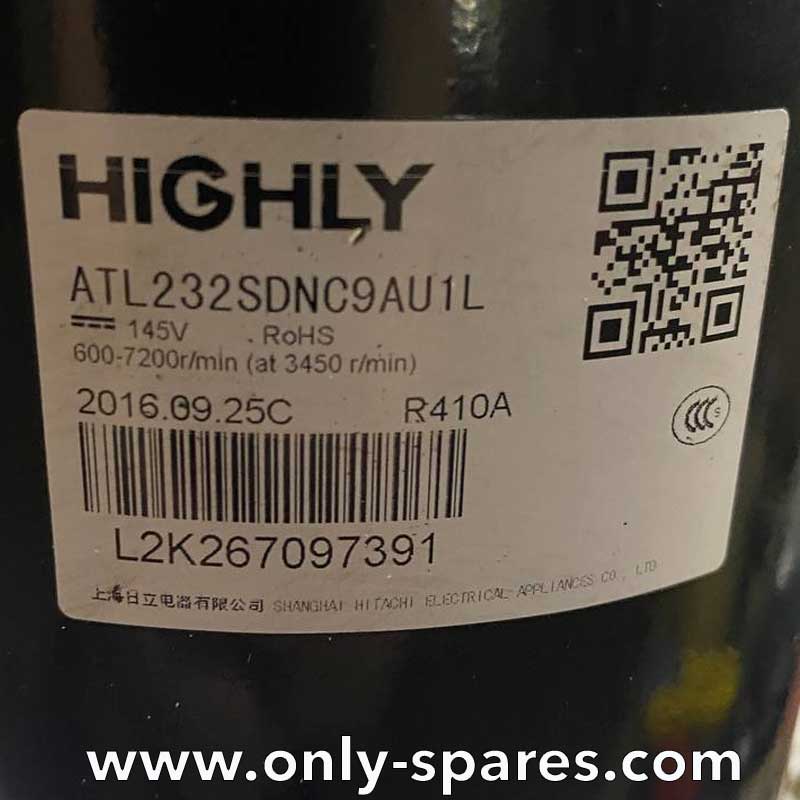 HIGHLY
ATL232SDNC9AU1L
145V RoHS
600-7200r/min (at 3450 r/min)
2016.09.25C R410A
CCC S
L2K267097391
上海日立电器有限公司 SHANGHAI HITACHI ELECTRICAL APPLIANCES CO., LTD
www.only-spares.com